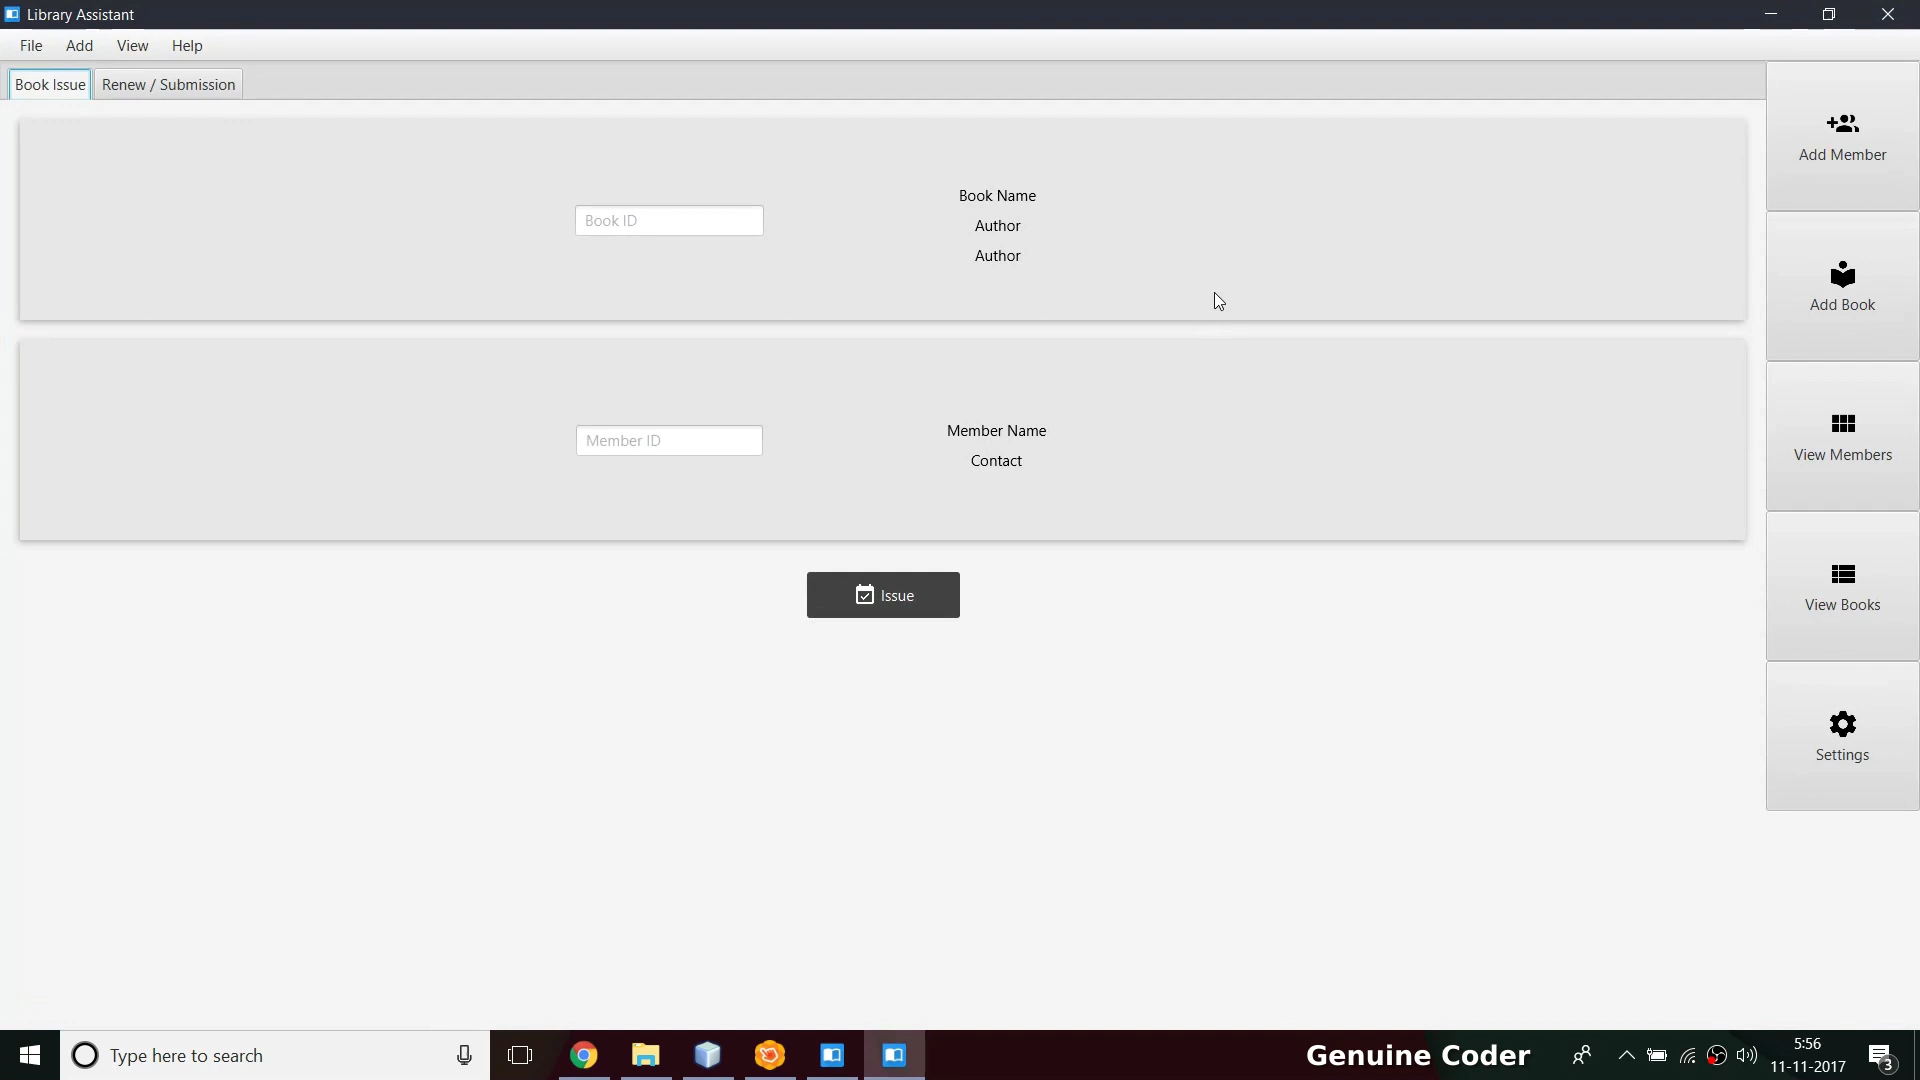 Library Assistant
File Add View Help
Book Issue Renew / Submission
Book ID
Book Name
Author
Author
Member ID
Member Name
Contact
Issue
Add Member
Add Book
View Members
View Books
Settings
Type here to search
Genuine Coder
5:56
11-11-2017
3